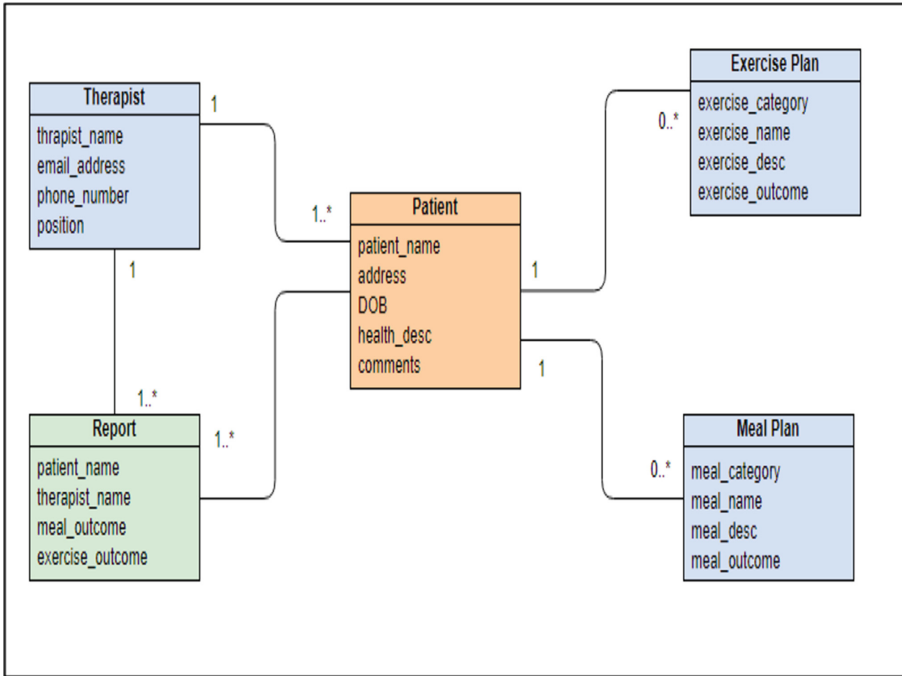 Therapist
thrapist_name
email_address
phone_number
position
1
1
1..*
Report
patient_name
therapist_name
meal_outcome
exercise_outcome
1..*
1..*
Patient
patient_name
address
DOB
health_desc
comments
1
1
Exercise Plan
exercise_category
exercise_name
exercise_desc
exercise_outcome
0..*
Meal Plan
meal_category
meal_name
meal_desc
meal_outcome
0..*